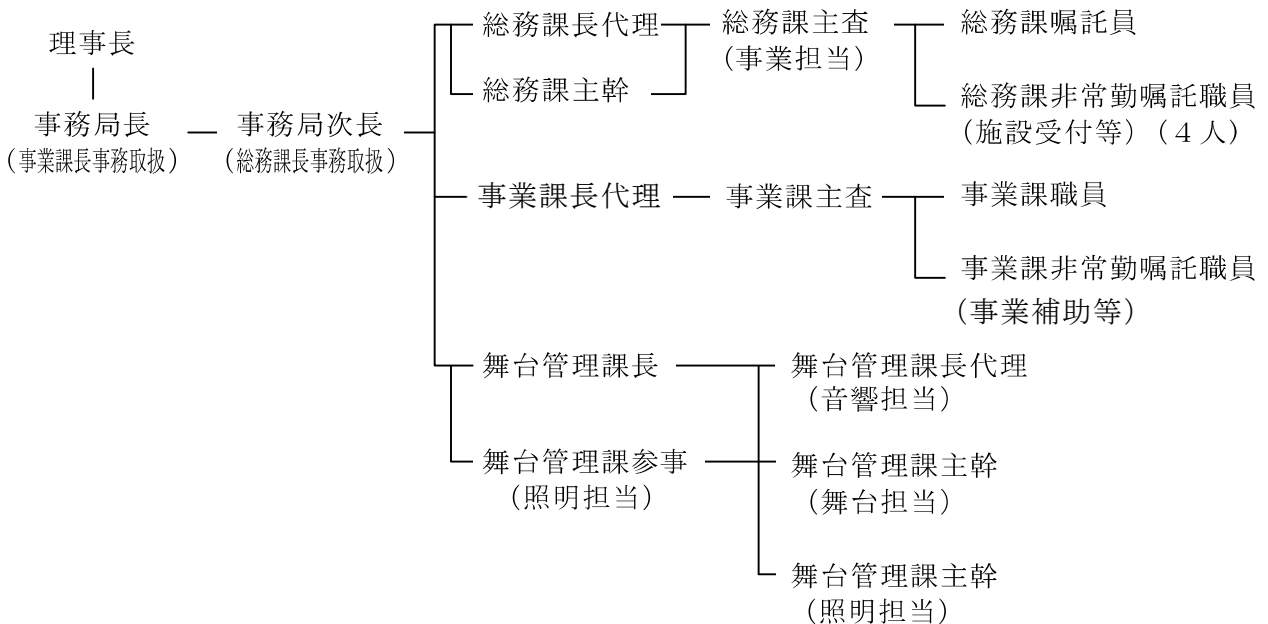 理事長
事務局長
(事業課長事務取扱)
事務局次長
(総務課長事務取扱)
総務課長代理
総務課主幹
総務課主査
(事業担当)
総務課嘱託員
総務課非常勤嘱託職員
(施設受付等)(4人)
事業課長代理
事業課主査
事業課職員
事業課非常勤嘱託職員
(事業補助等)
舞台管理課長
舞台管理課参事
(照明担当)
舞台管理課長代理
(音響担当)
舞台管理課主幹
(舞台担当)
舞台管理課主幹
(照明担当)